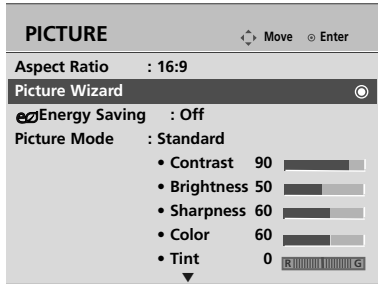 PICTURE Move Enter
Aspect Ratio : 16:9
Picture Wizard
Energy Saving : Off
Picture Mode : Standard
• Contrast 90
• Brightness 50
• Sharpness 60
• Color 60
• Tint 0 R G